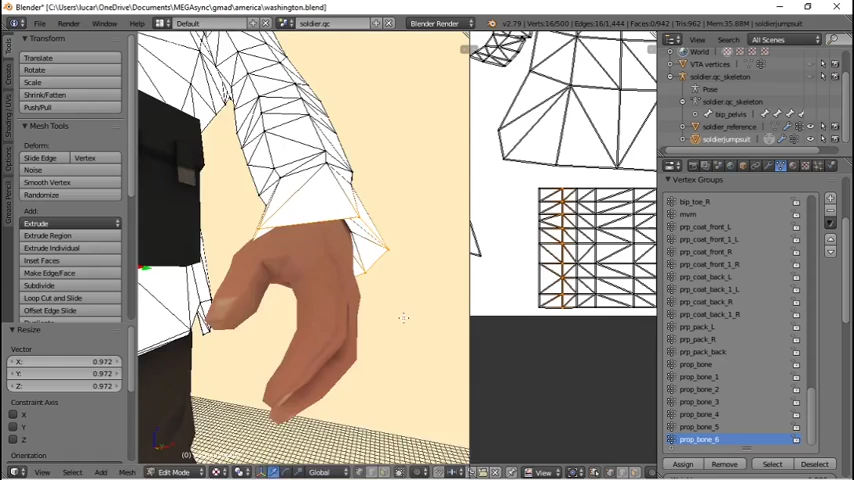 Blender* [C:\Users\lucar\OneDrive\Documents\MEGAsync\gmad\america\washington.blend]
File Render Window Help Default soldier.qc Blender Render v2.79 | Verts:16/500 | Edges:16/1,444 | Faces:0/942 | Tris:962 | Mem:35.88M | soldierjumpsuit
Transform
Translate
Rotate
Scale
Shrink/Fatten
Push/Pull
Mesh Tools
Deform:
Slide Edge Vertex
Noise
Smooth Vertex
Randomize
Add:
Extrude
Extrude Region
Extrude Individual
Inset Faces
Make Edge/Face
Subdivide
Loop Cut and Slide
Offset Edge Slide
Resize
Vector
X: 0.972
Y: 0.972
Z: 0.972
Constraint Axis
X
Y
Z
Tools
Create
Shading / UVs
Options
Grease Pencil
View Select Add Mesh Edit Mode Global
View
View Search All Scenes
World
VTA vertices
soldier.qc_skeleton
Pose
soldier.qc_skeleton
bip_pelvis
soldier_reference
soldierjumpsuit
Vertex Groups
bip_toe_R
mvm
prp_coat_front_L
prp_coat_front_1_L
prp_coat_front_R
prp_coat_front_1_R
prp_coat_back_L
prp_coat_back_1_L
prp_coat_back_R
prp_coat_back_1_R
prp_pack_L
prp_pack_R
prp_pack_back
prop_bone
prop_bone_1
prop_bone_2
prop_bone_3
prop_bone_4
prop_bone_5
prop_bone_6
Assign Remove Select Deselect